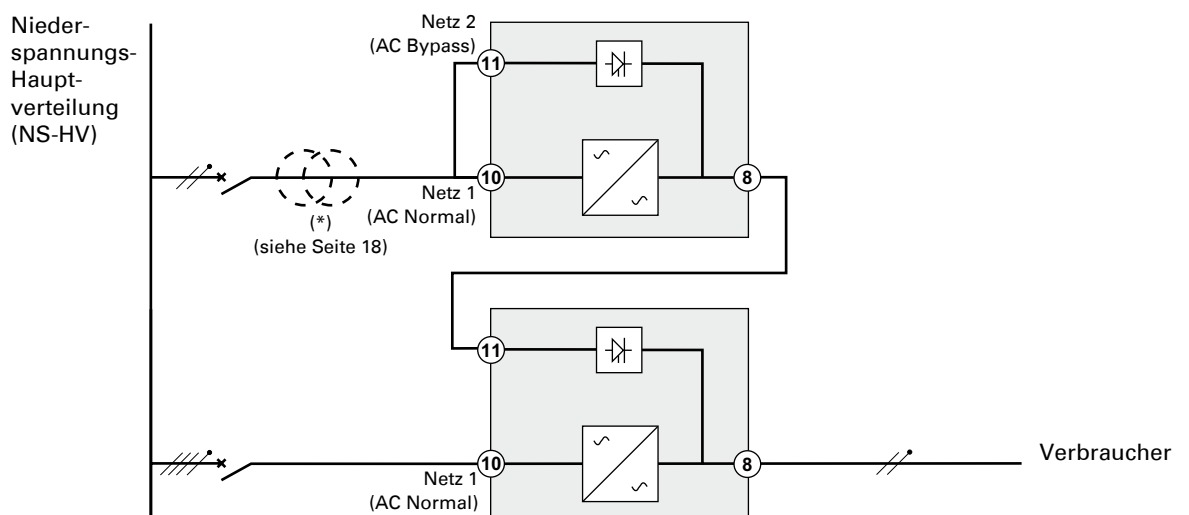 Nieder-
spannungs-
Haupt-
verteilung
(NS-HV)
Netz 2
(AC Bypass)
11
10
Netz 1
(AC Normal)
8
(*)
(siehe Seite 18)
11
10
Netz 1
(AC Normal)
8
Verbraucher